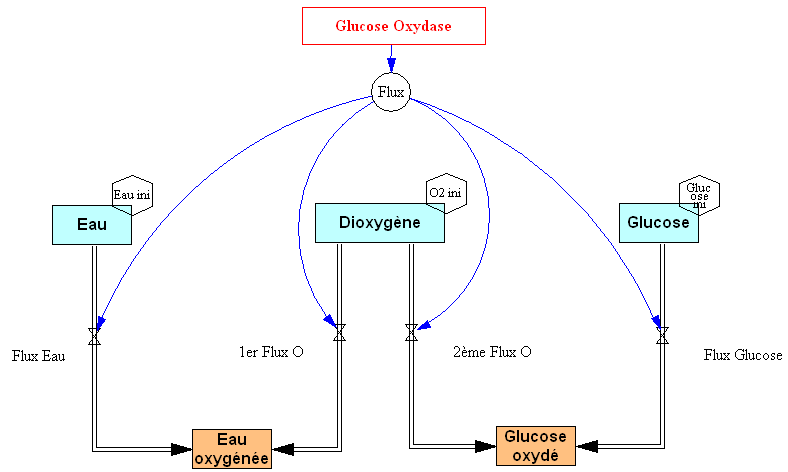 Glucose Oxydase
Flux
Eau ini
O2 ini
Gluc
ose
ini
Eau
Dioxygène
Glucose
Flux Eau
1er Flux O
2ème Flux O
Flux Glucose
Eau
oxygénée
Glucose
oxydé